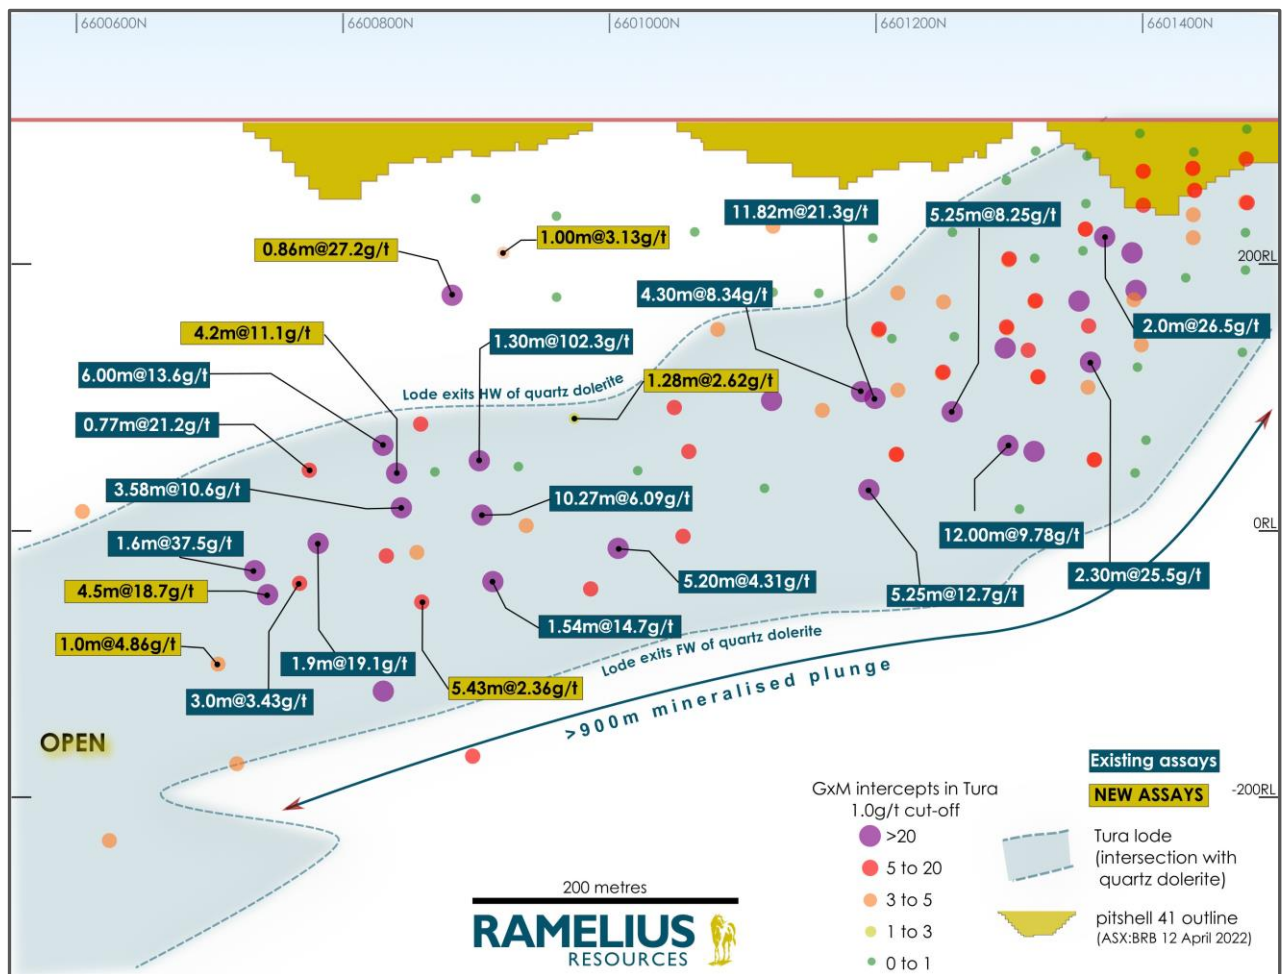 6600600N
6600800N
6601000N
6601200N
6601400N
11.82m@21.3g/t
5.25m@8.25g/t
1.00m@3.13g/t
0.86m@27.2g/t
200RL
4.30m@8.34g/t
4.2m@11.1g/t
1.30m@102.3g/t
2.0m@26.5g/t
6.00m@13.6g/t
Lode exits HW of quartz dolerite
1.28m@2.62g/t
0.77m@21.2g/t
3.58m@10.6g/t
10.27m@6.09g/t
0RL
12.00m@9.78g/t
1.6m@37.5g/t
5.20m@4.31g/t
2.30m@25.5g/t
4.5m@18.7g/t
5.25m@12.7g/t
1.54m@14.7g/t
1.0m@4.86g/t
1.9m@19.1g/t
Lode exits FW of quartz dolerite
3.0m@3.43g/t
5.43m@2.36g/t
>900m mineralised plunge
OPEN
-200RL
GxM intercepts in Tura
1.0g/t cut-off
>20
5 to 20
3 to 5
1 to 3
0 to 1
Existing assays
NEW ASSAYS
Tura lode
(intersection with
quartz dolerite)
pitshell 41 outline
(ASX:BRB 12 April 2022)
200 metres
RAMELIUS
RESOURCES